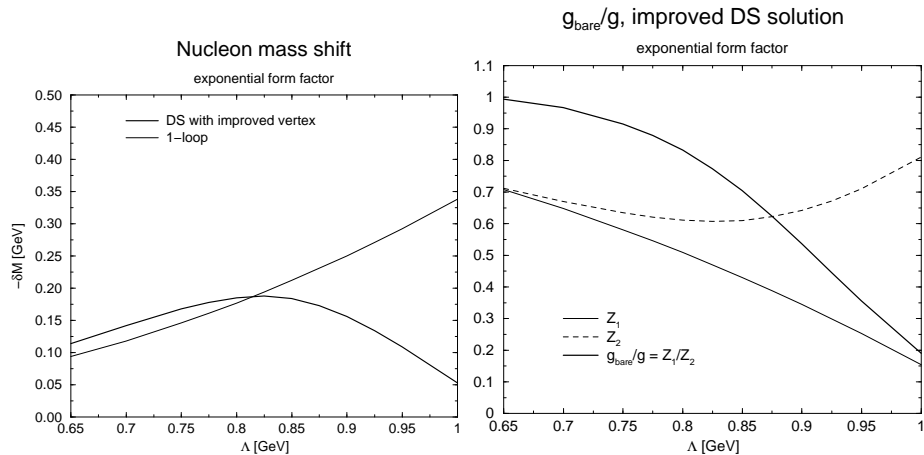 Nucleon mass shift
exponential form factor
0.50
0.45
0.40
0.35
0.30
0.25
0.20
0.15
0.10
0.05
0.00
−δM [GeV]
DS with improved vertex
1−loop
0.65 0.7 0.75 0.8 0.85 0.9 0.95 1
Λ [GeV]
g_bare/g, improved DS solution
exponential form factor
1.1
1
0.9
0.8
0.7
0.6
0.5
0.4
0.3
0.2
0.1
0
Z_1
Z_2
g_bare/g = Z_1/Z_2
0.65 0.7 0.75 0.8 0.85 0.9 0.95 1
Λ [GeV]